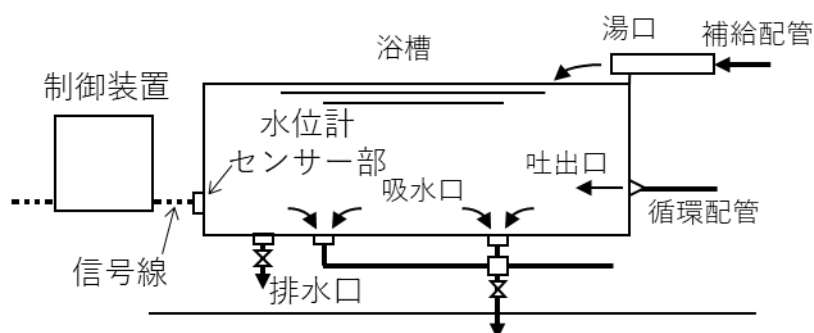 湯口
補給配管
浴槽
制御装置
水位計
センサー部
吸水口
吐出口
循環配管
信号線
排水口